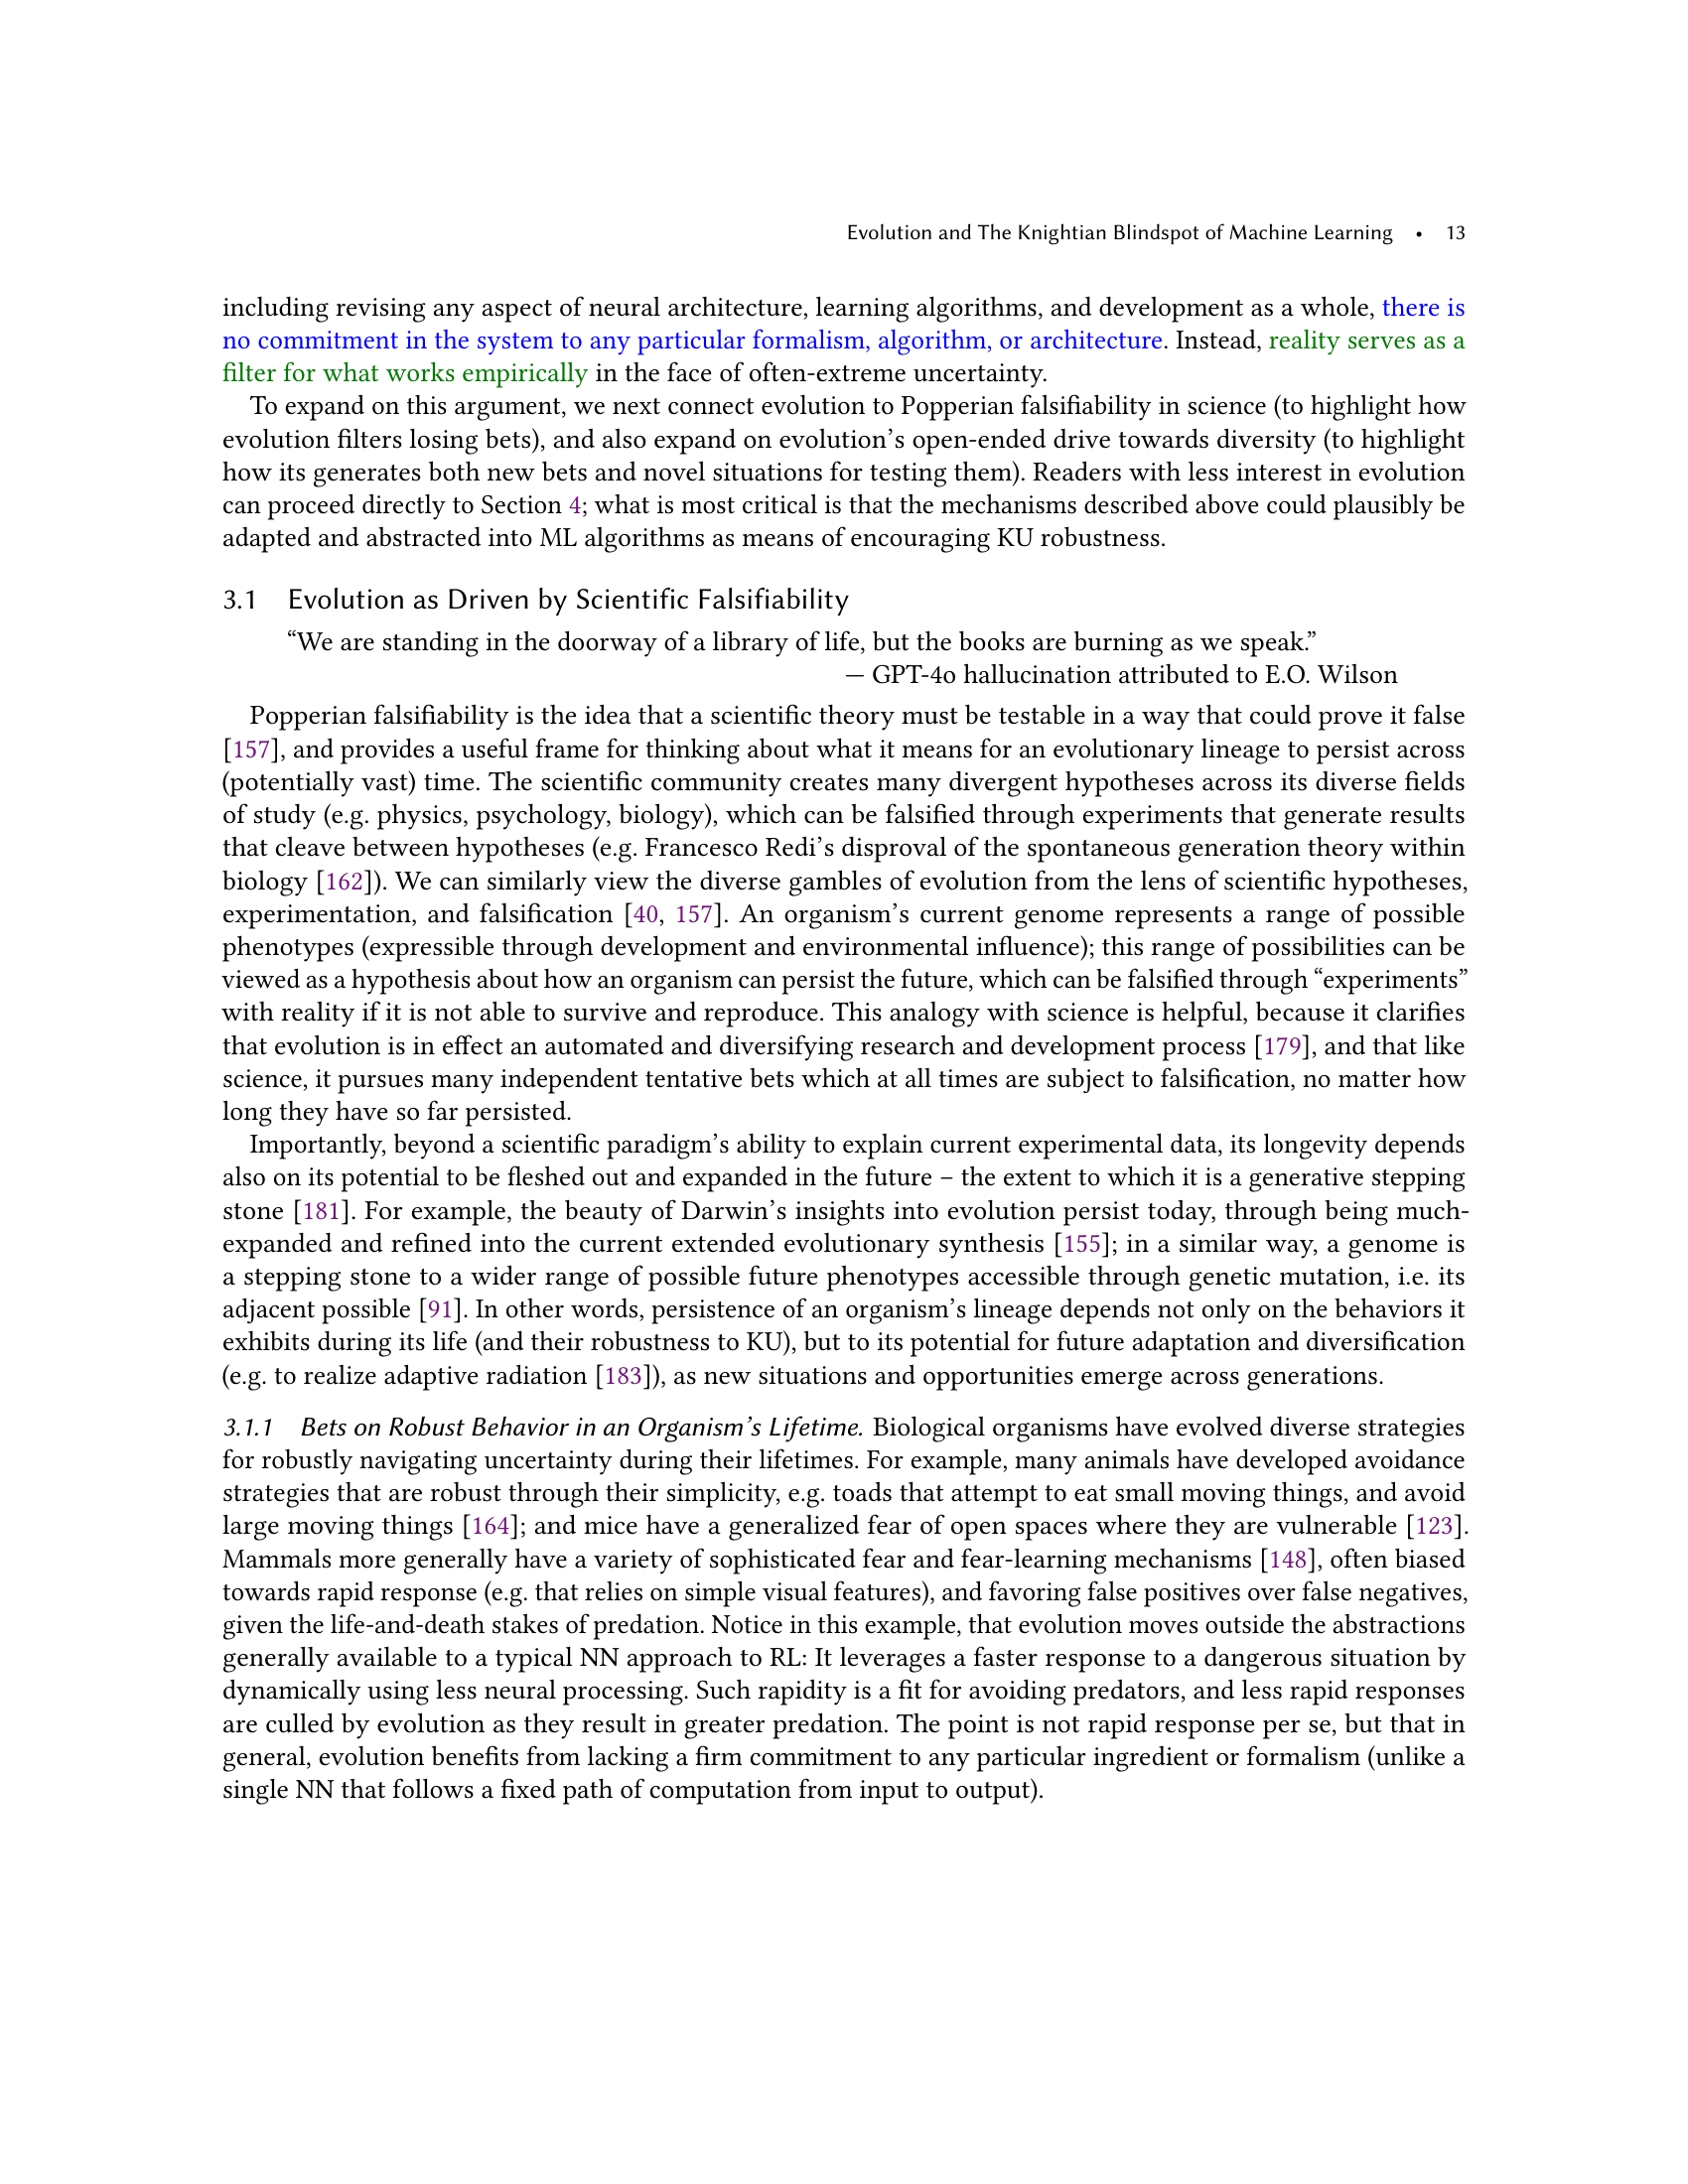 Evolution and The Knightian Blindspot of Machine Learning • 13
including revising any aspect of neural architecture, learning algorithms, and development as a whole, there is
no commitment in the system to any particular formalism, algorithm, or architecture. Instead, reality serves as a
filter for what works empirically in the face of often-extreme uncertainty.
To expand on this argument, we next connect evolution to Popperian falsifiability in science (to highlight how
evolution filters losing bets), and also expand on evolution’s open-ended drive towards diversity (to highlight
how its generates both new bets and novel situations for testing them). Readers with less interest in evolution
can proceed directly to Section 4; what is most critical is that the mechanisms described above could plausibly be
adapted and abstracted into ML algorithms as means of encouraging KU robustness.
3.1 Evolution as Driven by Scientific Falsifiability
“We are standing in the doorway of a library of life, but the books are burning as we speak.”
— GPT-4o hallucination attributed to E.O. Wilson
Popperian falsifiability is the idea that a scientific theory must be testable in a way that could prove it false
[157], and provides a useful frame for thinking about what it means for an evolutionary lineage to persist across
(potentially vast) time. The scientific community creates many divergent hypotheses across its diverse fields
of study (e.g. physics, psychology, biology), which can be falsified through experiments that generate results
that cleave between hypotheses (e.g. Francesco Redi’s disproval of the spontaneous generation theory within
biology [162]). We can similarly view the diverse gambles of evolution from the lens of scientific hypotheses,
experimentation, and falsification [40, 157]. An organism’s current genome represents a range of possible
phenotypes (expressible through development and environmental influence); this range of possibilities can be
viewed as a hypothesis about how an organism can persist the future, which can be falsified through “experiments”
with reality if it is not able to survive and reproduce. This analogy with science is helpful, because it clarifies
that evolution is in effect an automated and diversifying research and development process [179], and that like
science, it pursues many independent tentative bets which at all times are subject to falsification, no matter how
long they have so far persisted.
Importantly, beyond a scientific paradigm’s ability to explain current experimental data, its longevity depends
also on its potential to be fleshed out and expanded in the future – the extent to which it is a generative stepping
stone [181]. For example, the beauty of Darwin’s insights into evolution persist today, through being much-
expanded and refined into the current extended evolutionary synthesis [155]; in a similar way, a genome is
a stepping stone to a wider range of possible future phenotypes accessible through genetic mutation, i.e. its
adjacent possible [91]. In other words, persistence of an organism’s lineage depends not only on the behaviors it
exhibits during its life (and their robustness to KU), but to its potential for future adaptation and diversification
(e.g. to realize adaptive radiation [183]), as new situations and opportunities emerge across generations.
3.1.1 Bets on Robust Behavior in an Organism’s Lifetime. Biological organisms have evolved diverse strategies
for robustly navigating uncertainty during their lifetimes. For example, many animals have developed avoidance
strategies that are robust through their simplicity, e.g. toads that attempt to eat small moving things, and avoid
large moving things [164]; and mice have a generalized fear of open spaces where they are vulnerable [123].
Mammals more generally have a variety of sophisticated fear and fear-learning mechanisms [148], often biased
towards rapid response (e.g. that relies on simple visual features), and favoring false positives over false negatives,
given the life-and-death stakes of predation. Notice in this example, that evolution moves outside the abstractions
generally available to a typical NN approach to RL: It leverages a faster response to a dangerous situation by
dynamically using less neural processing. Such rapidity is a fit for avoiding predators, and less rapid responses
are culled by evolution as they result in greater predation. The point is not rapid response per se, but that in
general, evolution benefits from lacking a firm commitment to any particular ingredient or formalism (unlike a
single NN that follows a fixed path of computation from input to output).